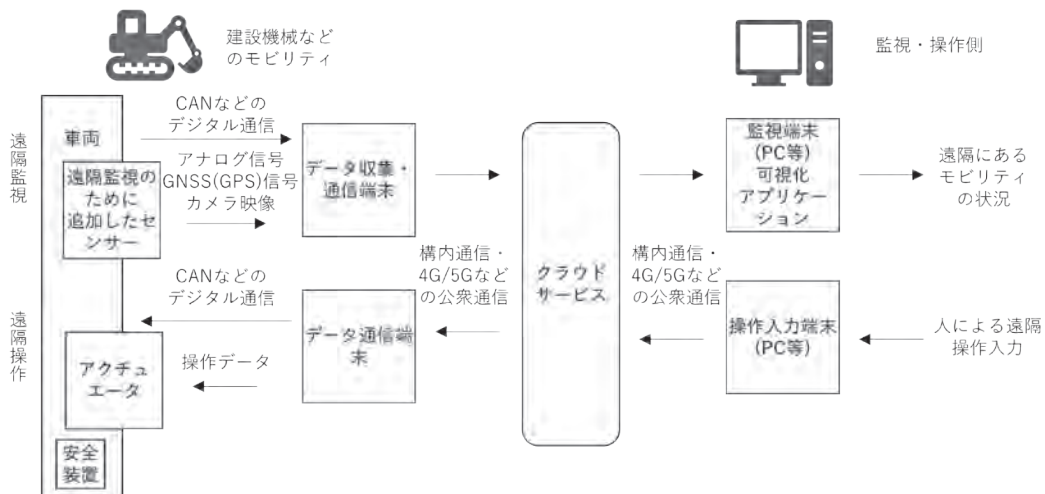 建設機械など
のモビリティ
監視・操作側
遠隔監視
車両
CANなどの
デジタル通信
遠隔監視の
ために
追加したセ
ンサー
アナログ信号
GNSS(GPS)信号
カメラ映像
データ収集・
通信端末
監視端末
(PC等)
可視化
アプリケー
ション
遠隔にある
モビリティ
の状況
構内通信・
4G/5Gなど
の公衆通信
クラウド
サービス
構内通信・
4G/5Gなど
の公衆通信
遠隔操作
CANなどの
デジタル通信
アクチュ
エータ
操作データ
データ通信端
末
操作入力端末
(PC等)
人による遠隔
操作入力
安全
装置